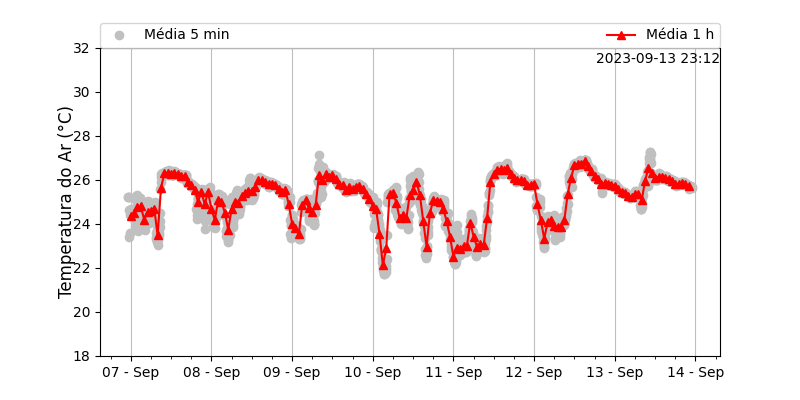 Média 5 min
Média 1 h
2023-09-13 23:12
Temperatura do Ar (°C)
32
30
28
26
24
22
20
18
07 - Sep
08 - Sep
09 - Sep
10 - Sep
11 - Sep
12 - Sep
13 - Sep
14 - Sep